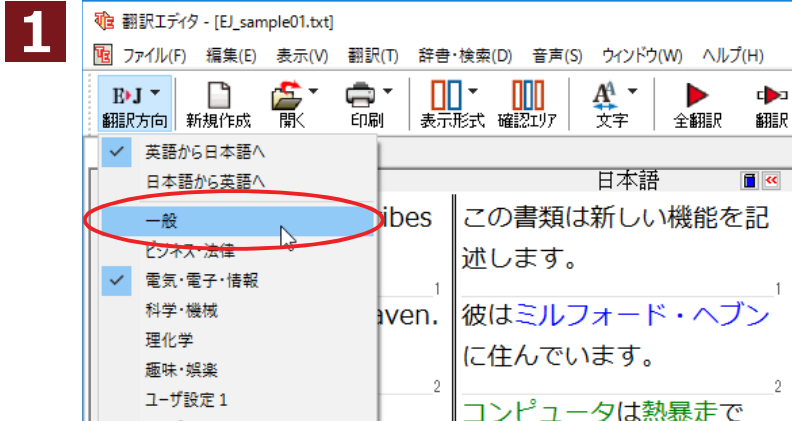 1
翻訳エディタ - [EJ_sample01.txt]
ファイル(F) 編集(E) 表示(V) 翻訳(T) 辞書・検索(D) 音声(S) ウィンドウ(W) ヘルプ(H)
E▶J
翻訳方向 新規作成 開く 印刷 表示形式 確認エリア 文字 全翻訳 翻訳
英語から日本語へ
日本語から英語へ
日本語
一般
ビジネス・法律
電気・電子・情報
科学・機械
理化学
趣味・娯楽
ユーザ設定 1
ibes
1
aven.
2
この書類は新しい機能を記
述します。
1
彼はミルフォード・ヘブン
に住んでいます。
2
コンピュータは熱暴走で